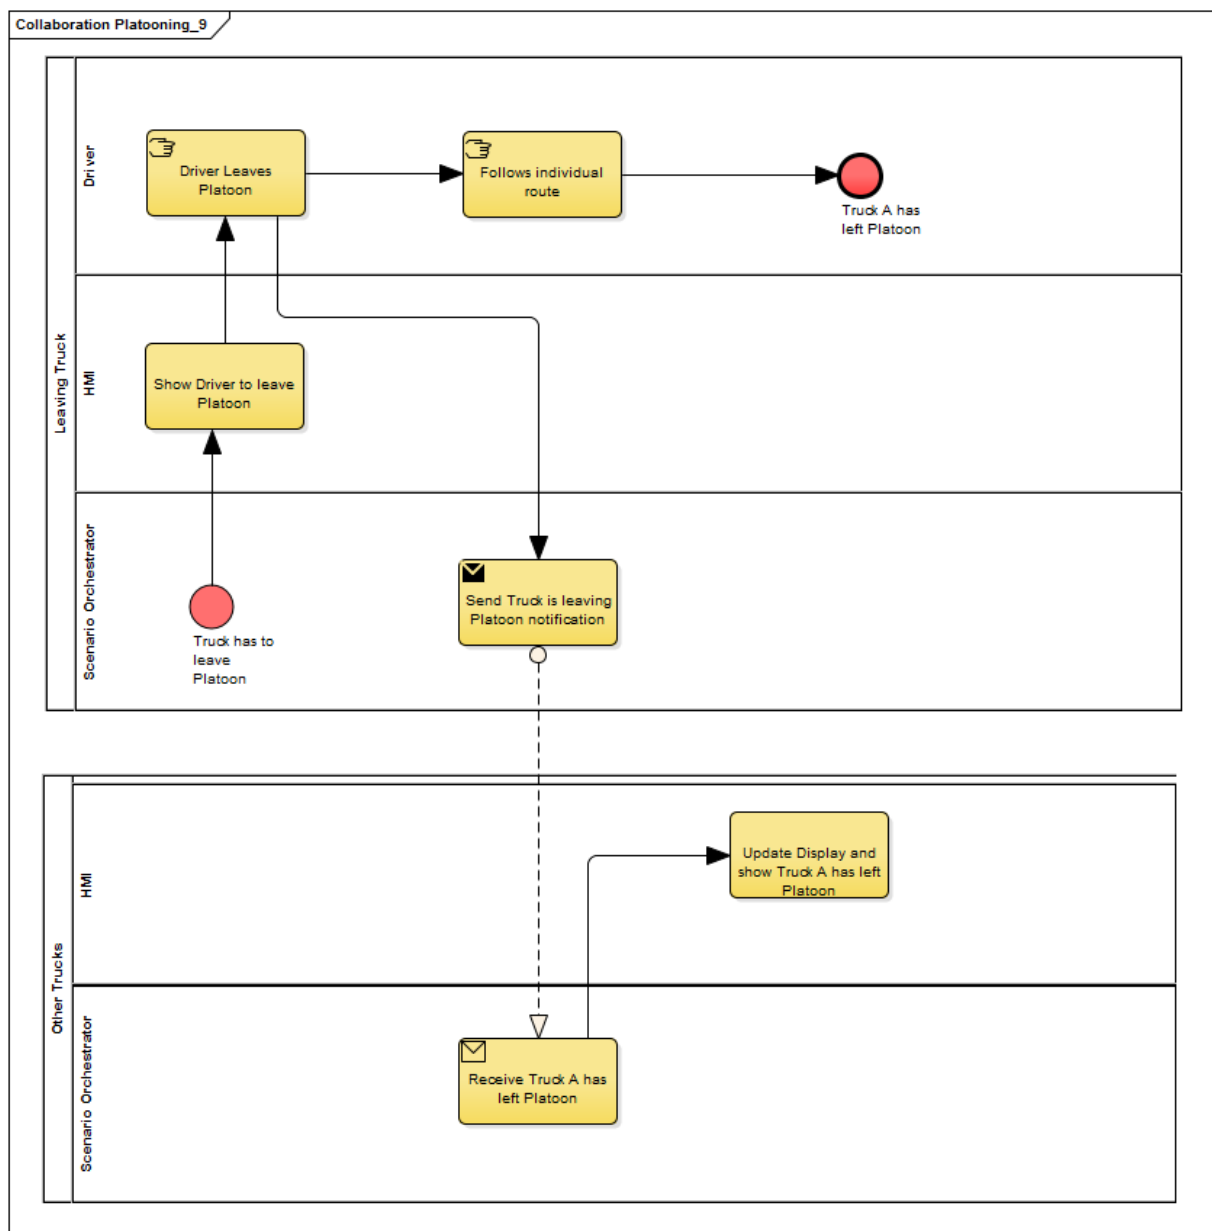 Collaboration Platooning_9
Leaving Truck
Driver
Driver Leaves
Platoon
Follows individual
route
Truck A has
left Platoon
HMI
Show Driver to leave
Platoon
Scenario Orchestrator
Truck has to
leave
Platoon
Send Truck is leaving
Platoon notification
Other Trucks
HMI
Update Display and
show Truck A has left
Platoon
Scenario Orchestrator
Receive Truck A has
left Platoon